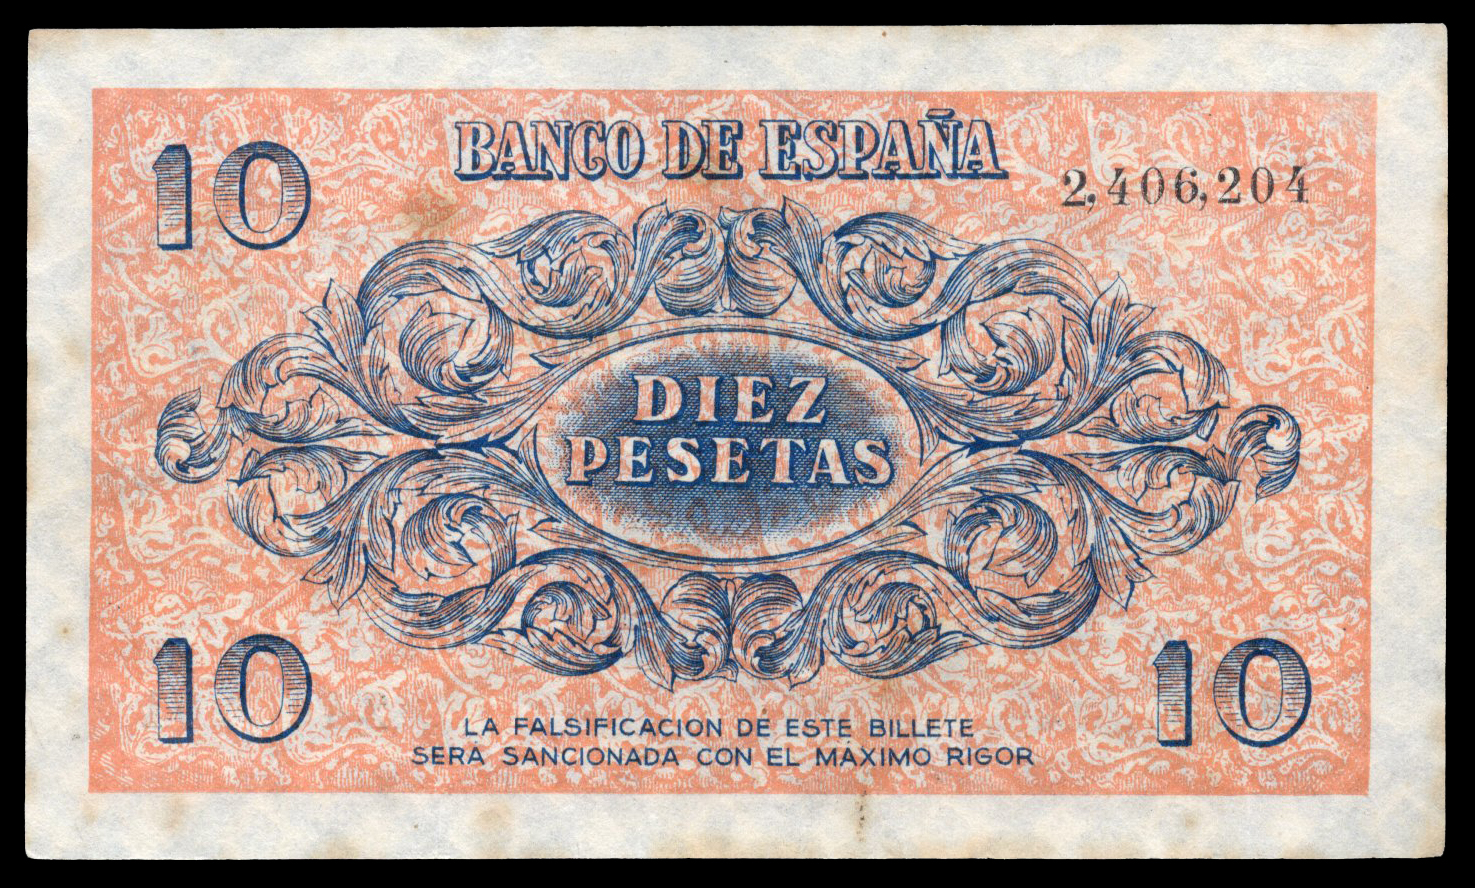 BANCO DE ESPAÑA
10
2,406,204
DIEZ
PESETAS
10
10
LA FALSIFICACION DE ESTE BILLETE
SERA SANCIONADA CON EL MAXIMO RIGOR